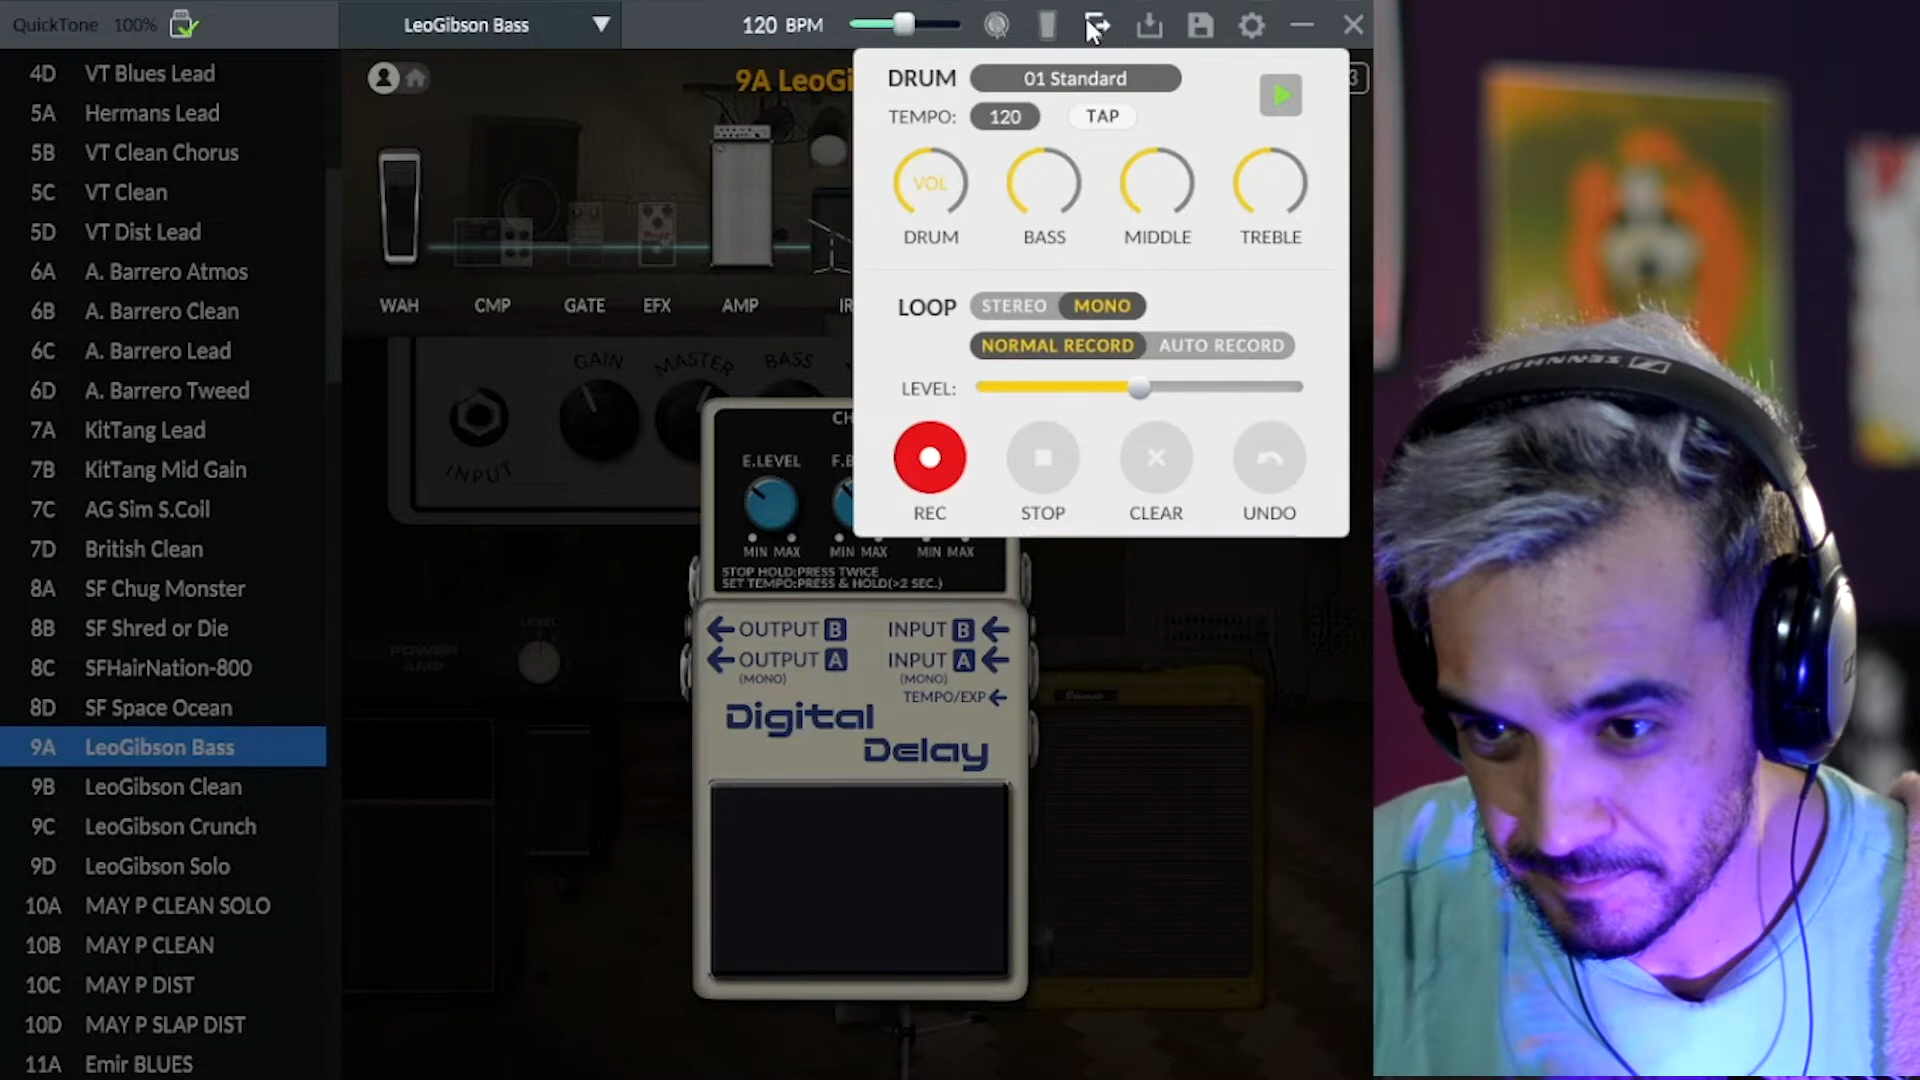 QuickTone 100%
LeoGibson Bass
120 BPM
4D VT Blues Lead
5A Hermans Lead
5B VT Clean Chorus
5C VT Clean
5D VT Dist Lead
6A A. Barrero Atmos
6B A. Barrero Clean
6C A. Barrero Lead
6D A. Barrero Tweed
7A KitTang Lead
7B KitTang Mid Gain
7C AG Sim S.Coil
7D British Clean
8A SF Chug Monster
8B SF Shred or Die
8C SFHairNation-800
8D SF Space Ocean
9A LeoGibson Bass
9B LeoGibson Clean
9C LeoGibson Crunch
9D LeoGibson Solo
10A MAY P CLEAN SOLO
10B MAY P CLEAN
10C MAY P DIST
10D MAY P SLAP DIST
11A Emir BLUES
9A LeoGi
3
WAH CMP GATE EFX AMP IR
GAIN MASTER BASS
INPUT
POWER AMP
LEVEL
DRUM 01 Standard
TEMPO: 120 TAP
VOL
DRUM BASS MIDDLE TREBLE
LOOP STEREO MONO
NORMAL RECORD AUTO RECORD
LEVEL:
REC STOP CLEAR UNDO
CH
E.LEVEL F.B
MIN MAX MIN MAX MIN MAX
STOP HOLD:PRESS TWICE
SET TEMPO:PRESS & HOLD(>2 SEC.)
OUTPUT B INPUT B
OUTPUT A INPUT A
(MONO) (MONO)
TEMPO/EXP
Digital
Delay
SENNHEISER